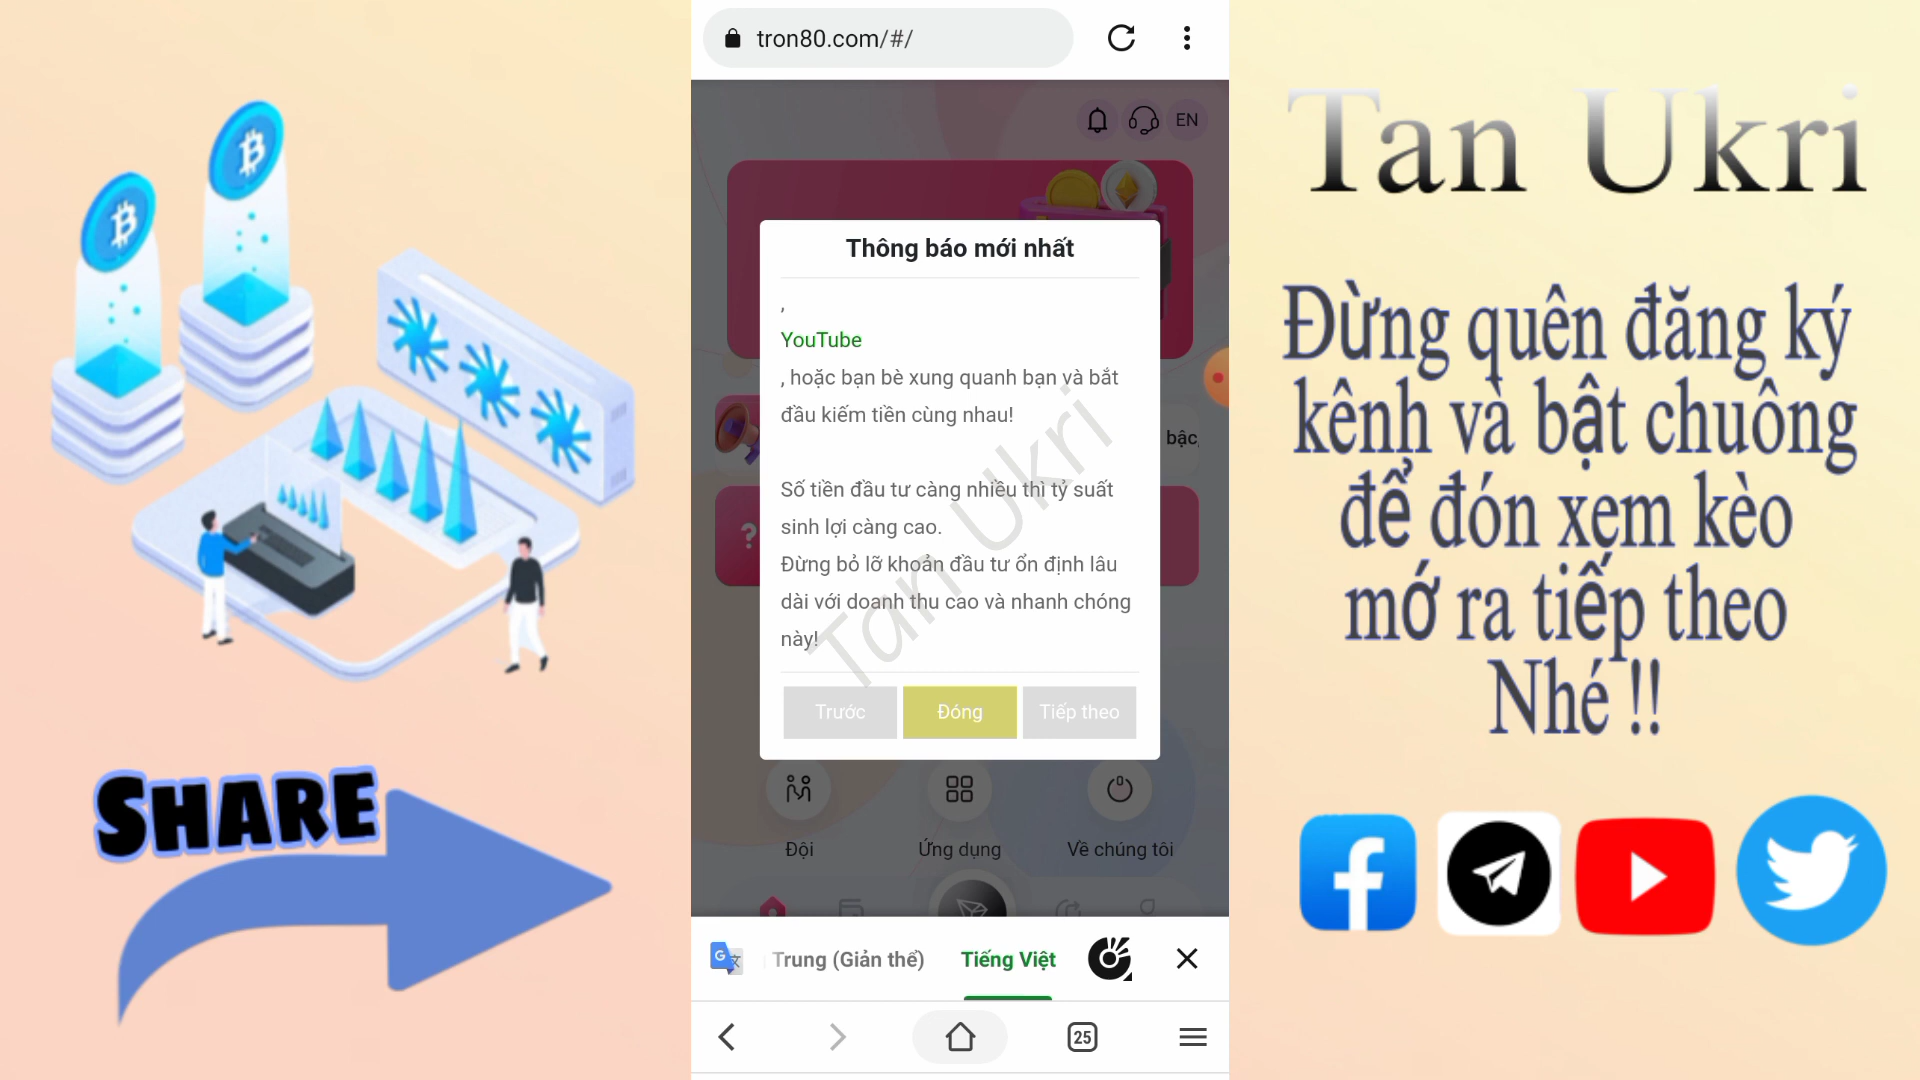 tron80.com/#/
EN
Thông báo mới nhất
,
YouTube
, hoặc bạn bè xung quanh bạn và bắt
đầu kiếm tiền cùng nhau!
Số tiền đầu tư càng nhiều thì tỷ suất
sinh lợi càng cao.
Đừng bỏ lỡ khoản đầu tư ổn định lâu
dài với doanh thu cao và nhanh chóng
này!
Tan Ukri
Trước
Đóng
Tiếp theo
bậc
?
Đội
Ứng dụng
Về chúng tôi
Trung (Giản thể)
Tiếng Việt
25
SHARE
Tan Ukri
Đừng quên đăng ký
kênh và bật chuông
để đón xem kèo
mớ ra tiếp theo
Nhé !!